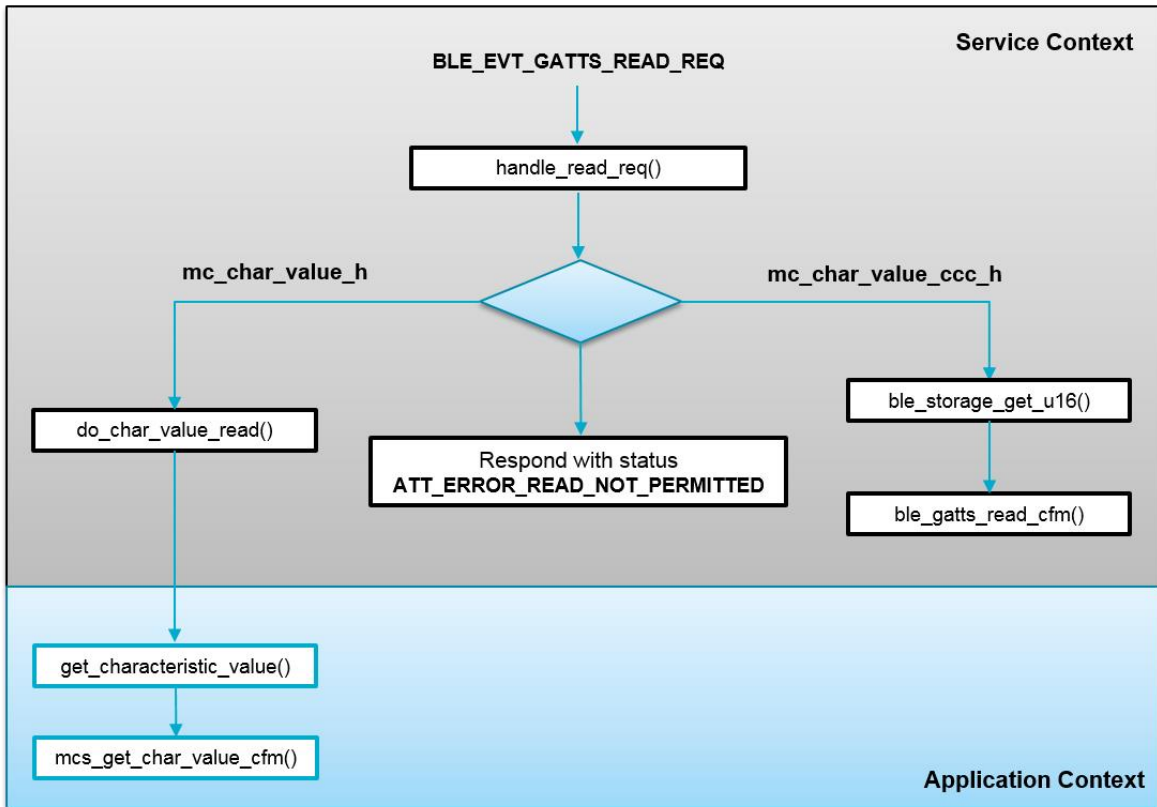 Service Context
BLE_EVT_GATTS_READ_REQ
handle_read_req()
mc_char_value_h
mc_char_value_ccc_h
do_char_value_read()
Respond with status
ATT_ERROR_READ_NOT_PERMITTED
ble_storage_get_u16()
ble_gatts_read_cfm()
get_characteristic_value()
mcs_get_char_value_cfm()
Application Context